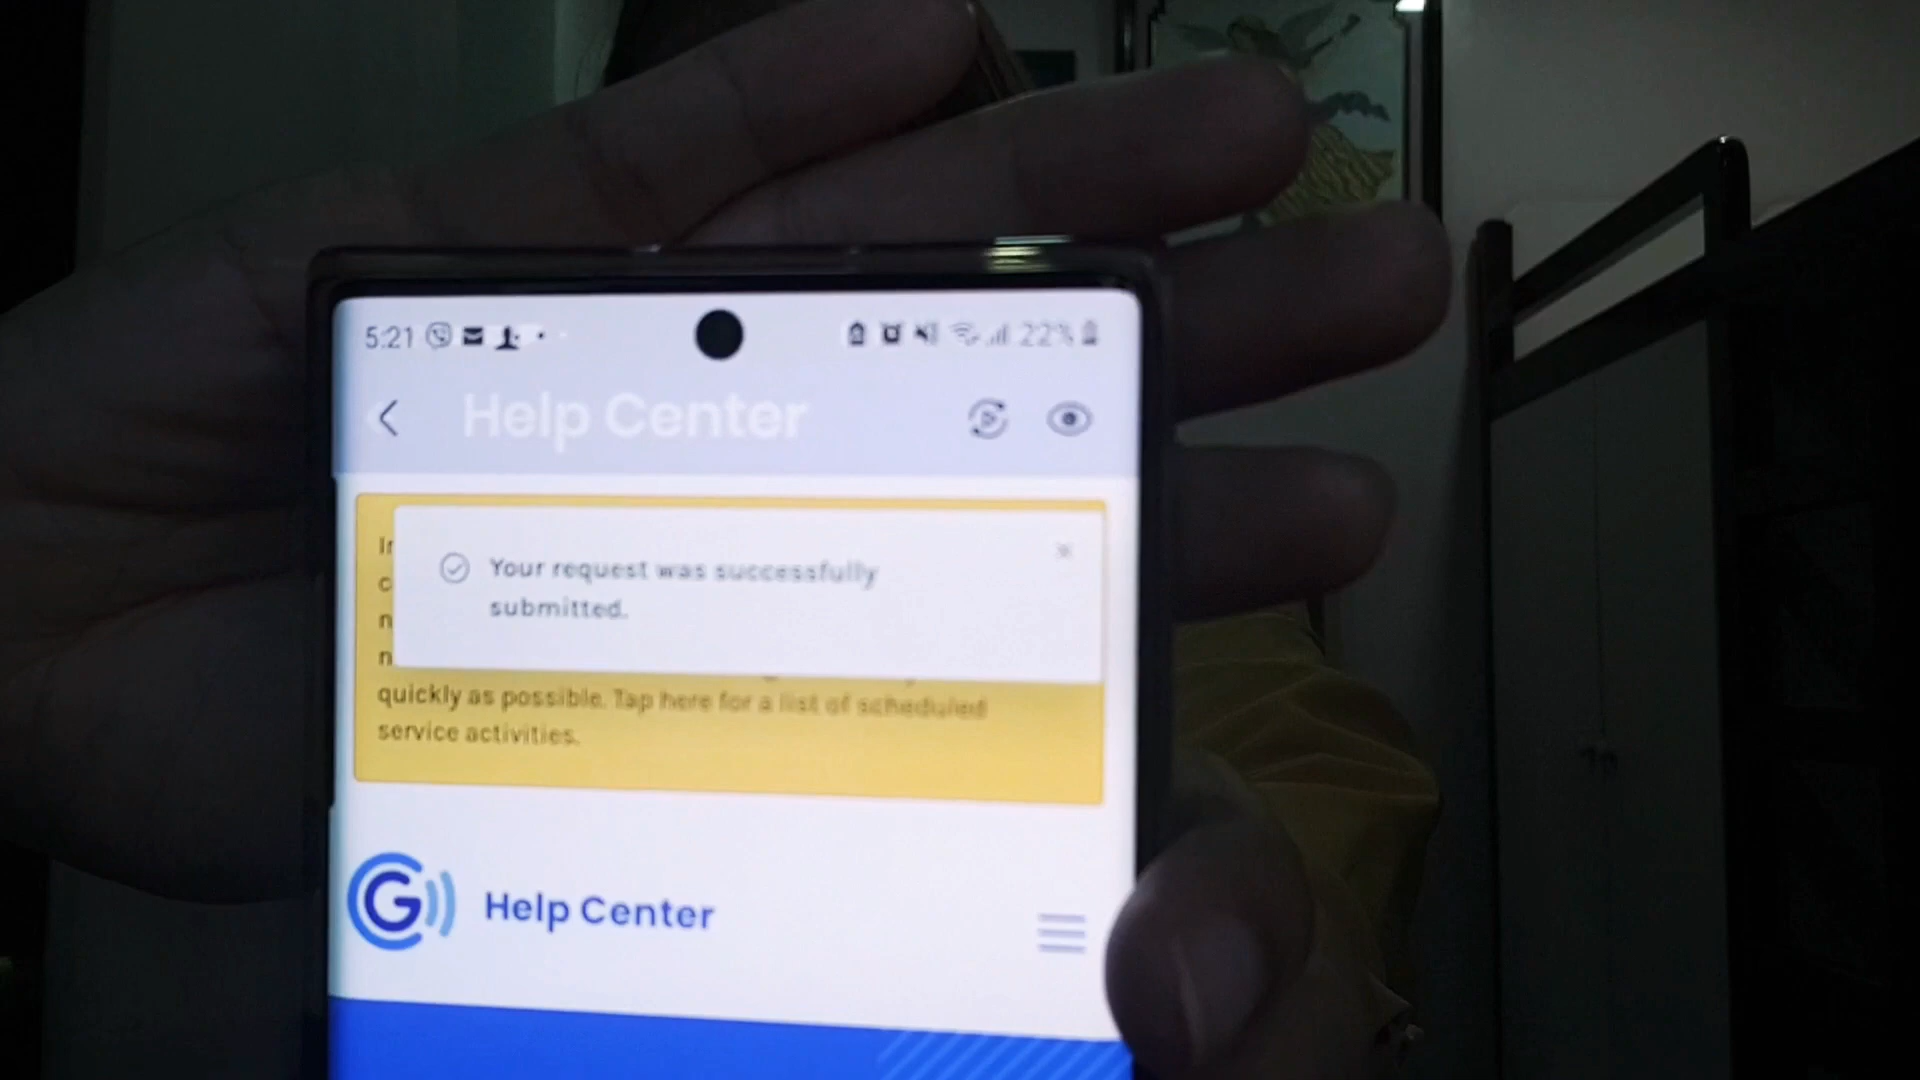 5:21 22%
Help Center
Your request was successfully
submitted.
quickly as possible. Tap here for a list of scheduled
service activities.
G Help Center